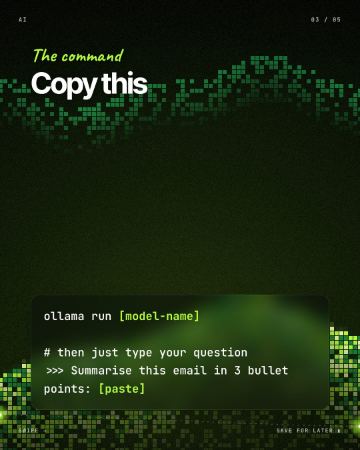 AI
03 / 05
The command
Copy this
ollama run [model-name]
# then just type your question
>>> Summarise this email in 3 bullet
points: [paste]
SWIPE
SAVE FOR LATER